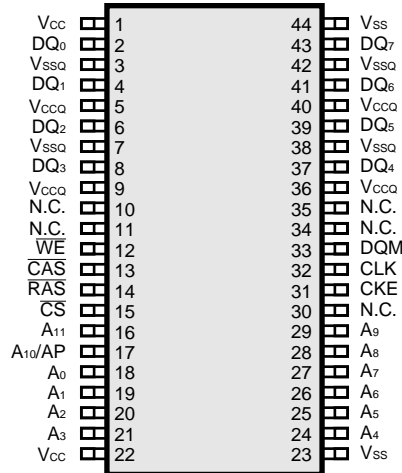 VCC 1 44 VSS
DQ0 2 43 DQ7
VSSQ 3 42 VSSQ
DQ1 4 41 DQ6
VCCQ 5 40 VCCQ
DQ2 6 39 DQ5
VSSQ 7 38 VSSQ
DQ3 8 37 DQ4
VCCQ 9 36 VCCQ
N.C. 10 35 N.C.
N.C. 11 34 N.C.
WE 12 33 DQM
CAS 13 32 CLK
RAS 14 31 CKE
CS 15 30 N.C.
A11 16 29 A9
A10/AP 17 28 A8
A0 18 27 A7
A1 19 26 A6
A2 20 25 A5
A3 21 24 A4
VCC 22 23 VSS